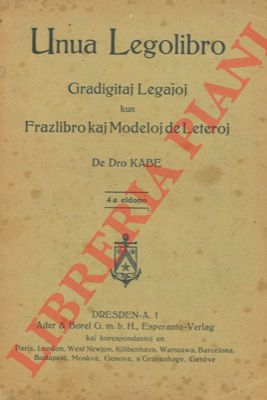 Unua Legolibro
Gradigitaj Legaĵoj
kun
Frazlibro kaj Modeloj de Leteroj
De Dro KABE
4a eldono
DRESDEN-A. 1
Ader & Borel G. m. b. H., Esperanto-Verlag
kaj korespondantoj en
Paris, London, West Newton, Kibbenhavn, Warszawa, Barcelona,
Budapest, Moskva, Genova, s'Gravenhage, Genève
LIBRERIA PIANI